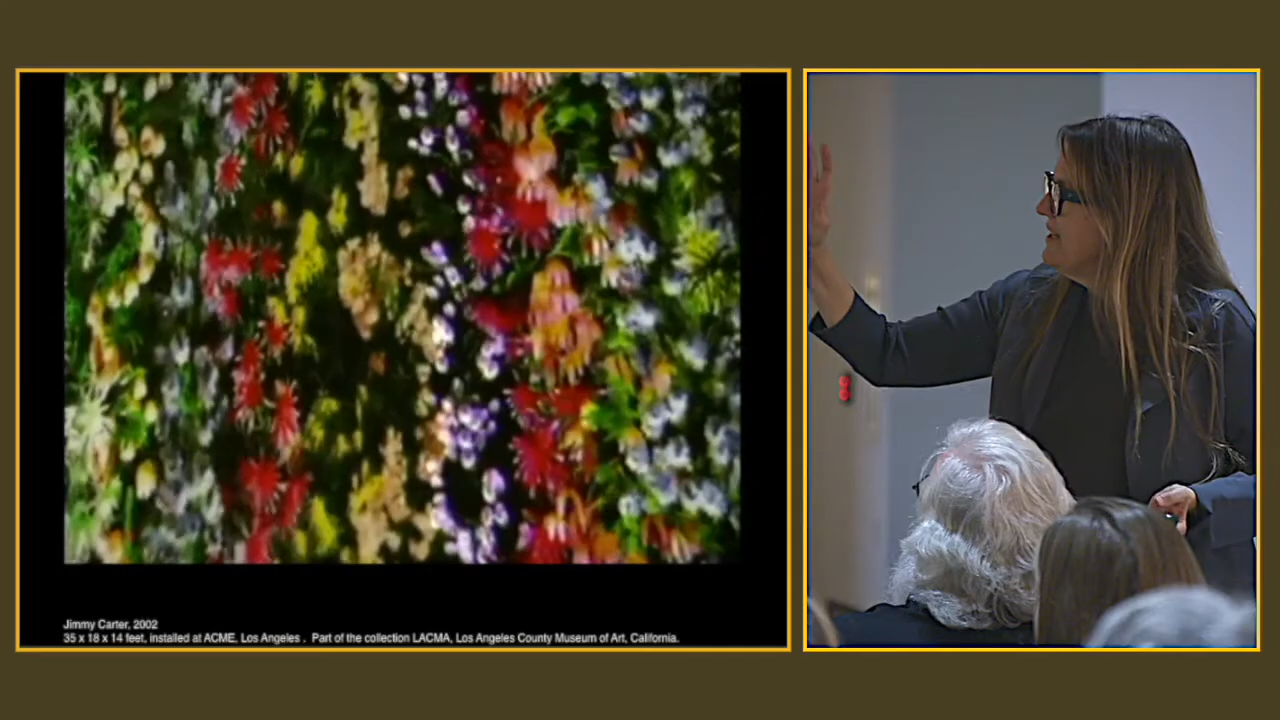 Jimmy Carter, 2002
35 x 18 x 14 feet, installed at ACME, Los Angeles . Part of the collection LACMA, Los Angeles County Museum of Art, California.